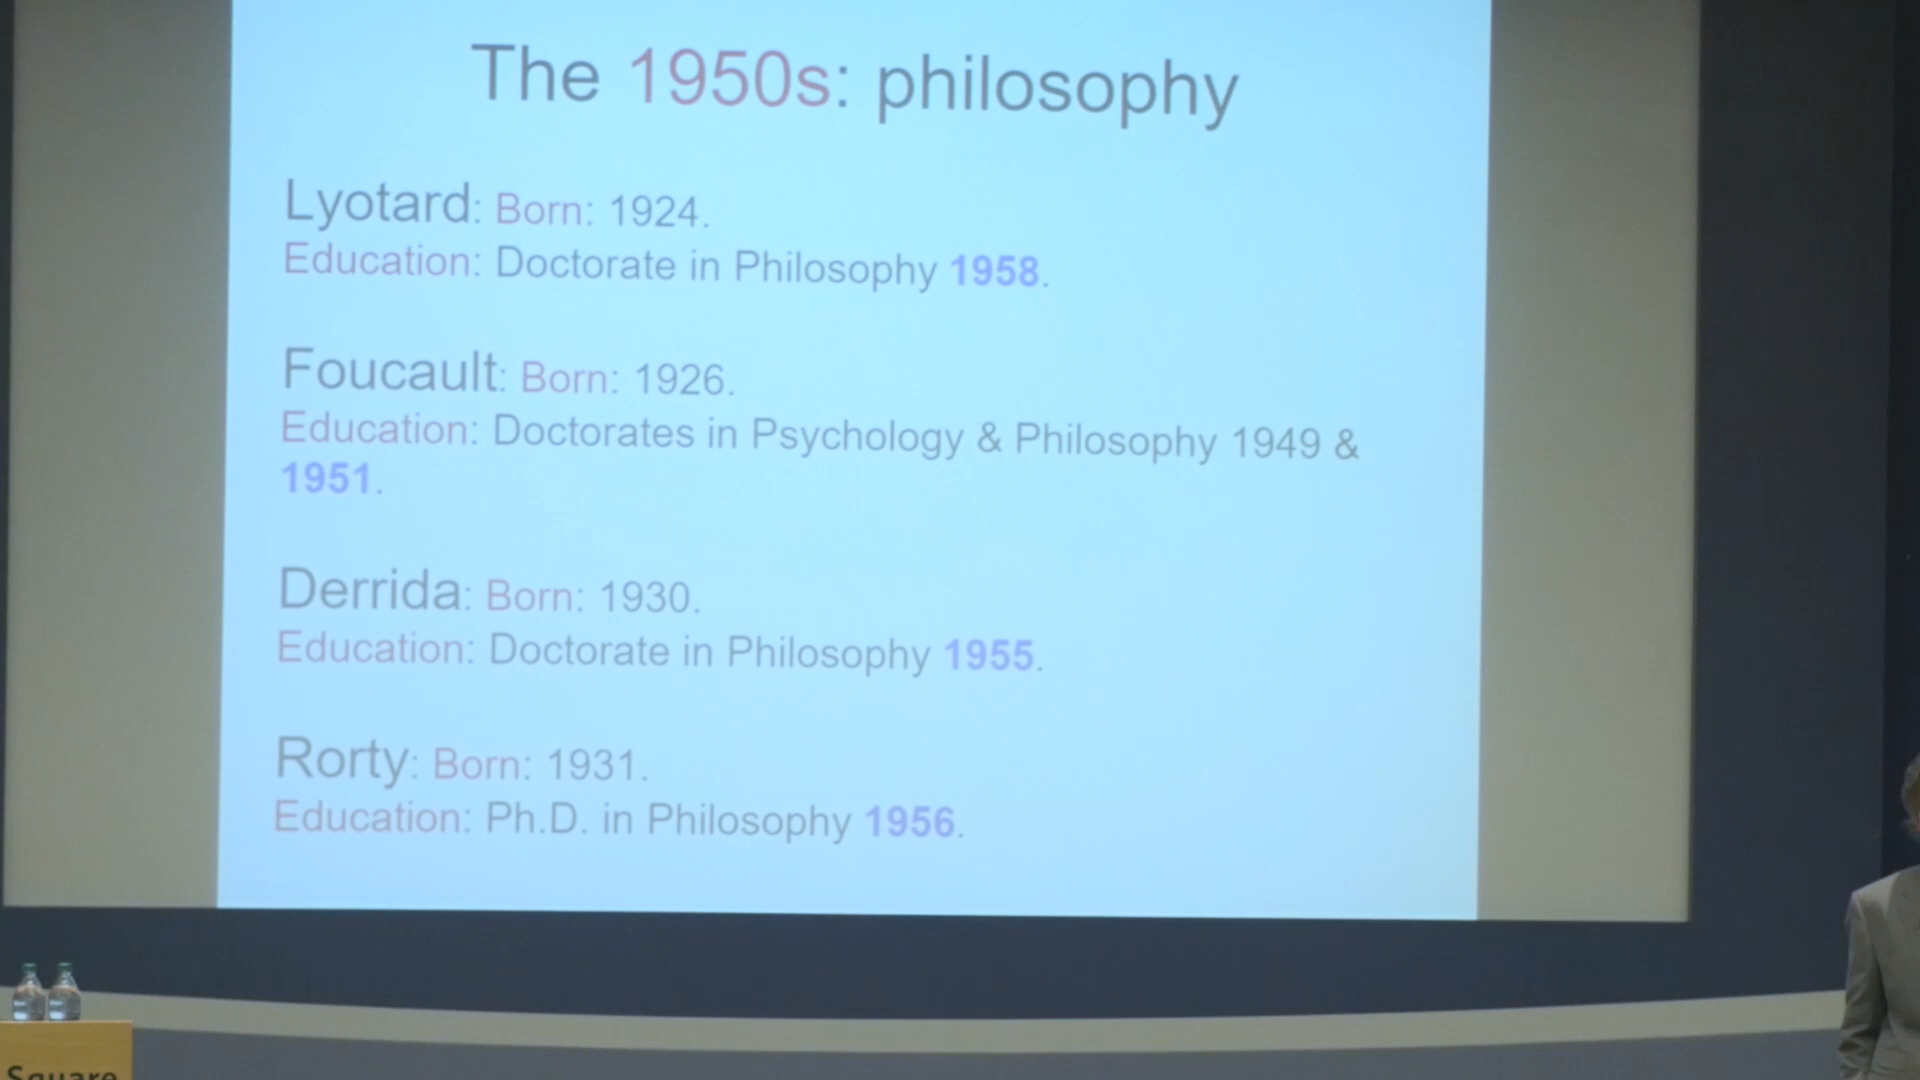 The 1950s: philosophy
Lyotard: Born: 1924.
Education: Doctorate in Philosophy 1958.
Foucault: Born: 1926.
Education: Doctorates in Psychology & Philosophy 1949 &
1951.
Derrida: Born: 1930.
Education: Doctorate in Philosophy 1955.
Rorty: Born: 1931.
Education: Ph.D. in Philosophy 1956.
Square